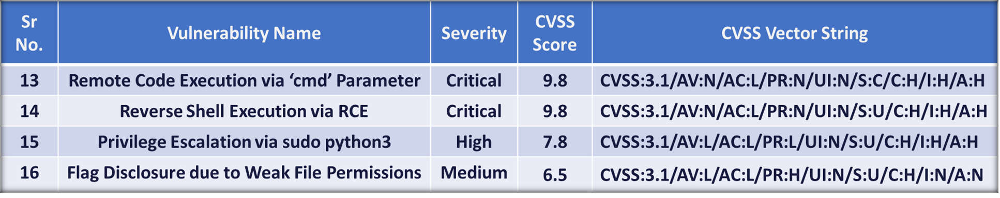 Sr No. Vulnerability Name Severity CVSS Score CVSS Vector String
13 Remote Code Execution via ‘cmd’ Parameter Critical 9.8 CVSS:3.1/AV:N/AC:L/PR:N/UI:N/S:C/C:H/I:H/A:H
14 Reverse Shell Execution via RCE Critical 9.8 CVSS:3.1/AV:N/AC:L/PR:N/UI:N/S:U/C:H/I:H/A:H
15 Privilege Escalation via sudo python3 High 7.8 CVSS:3.1/AV:L/AC:L/PR:L/UI:N/S:U/C:H/I:H/A:H
16 Flag Disclosure due to Weak File Permissions Medium 6.5 CVSS:3.1/AV:L/AC:L/PR:H/UI:N/S:U/C:H/I:N/A:N